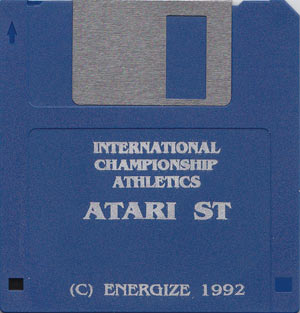 INTERNATIONAL
CHAMPIONSHIP
ATHLETICS
ATARI ST
(C) ENERGIZE 1992